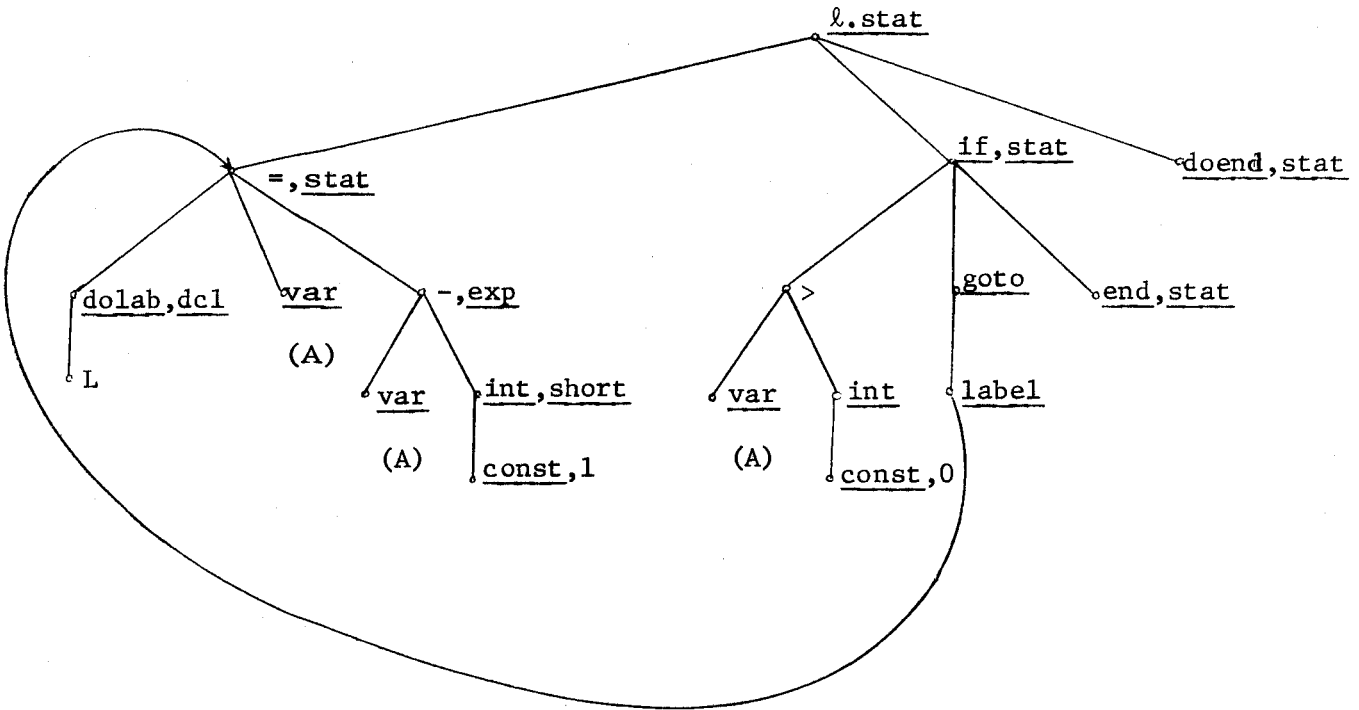 ℓ.stat
=,stat
if,stat
doend,stat
dolab,dcl
var
-,exp
>
goto
end,stat
(A)
L
var
int,short
var
int
label
(A)
const,1
(A)
const,0